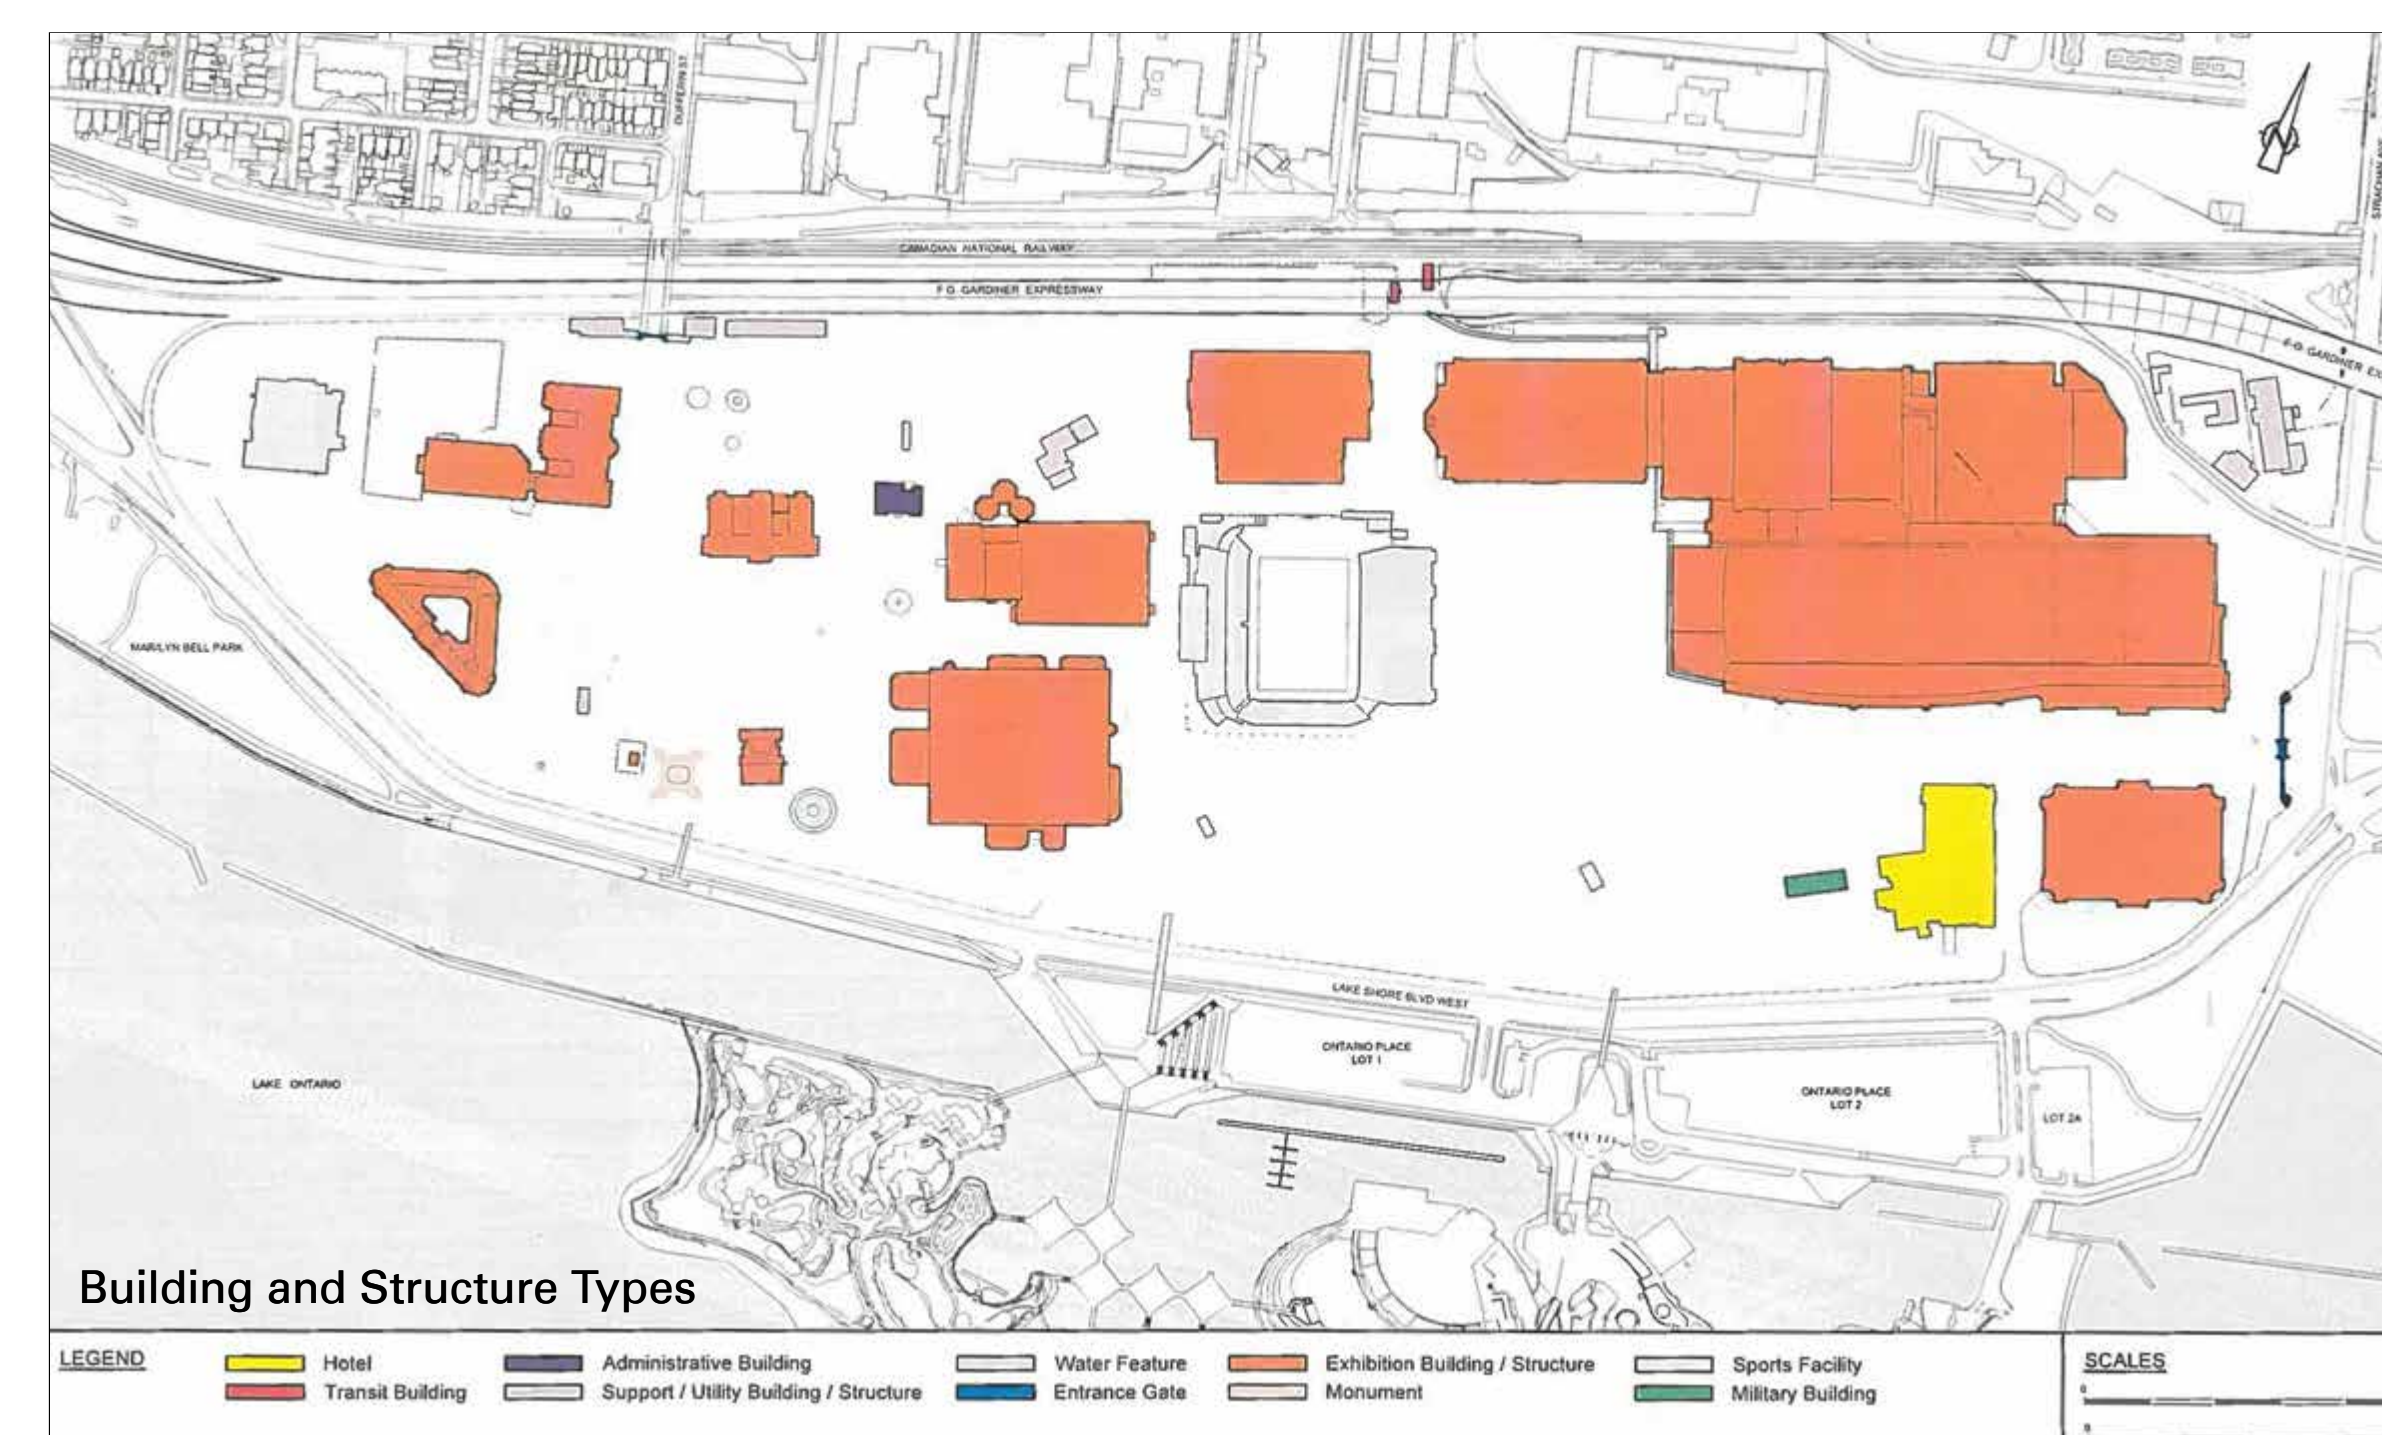 DUFFERIN ST
STRACHAN AVE
CANADIAN NATIONAL RAILWAY
F.G. GARDINER EXPRESSWAY
F.G. GARDINER EX
MARILYN BELL PARK
LAKE SHORE BLVD WEST
ONTARIO PLACE
LOT 1
ONTARIO PLACE
LOT 2
LOT 2A
LAKE ONTARIO
Building and Structure Types
LEGEND
Hotel
Transit Building
Administrative Building
Support / Utility Building / Structure
Water Feature
Entrance Gate
Exhibition Building / Structure
Monument
Sports Facility
Military Building
SCALES
0
0